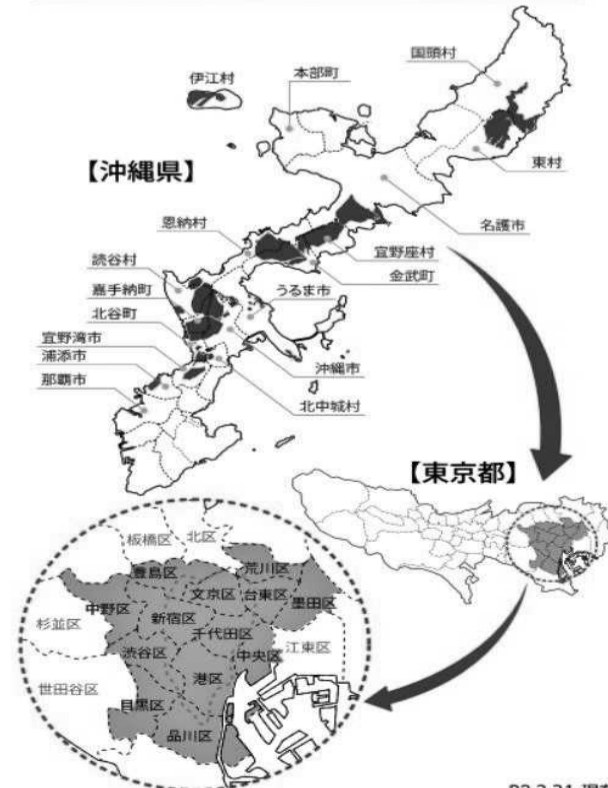 国頭村
本部町
伊江村
【沖縄県】
東村
名護市
恩納村
宜野座村
読谷村
金武町
嘉手納町
うるま市
北谷町
宜野湾市
浦添市
沖縄市
那覇市
北中城村
【東京都】
北区
板橋区
荒川区
豊島区
文京区
台東区
墨田区
中野区
新宿区
杉並区
千代田区
江東区
渋谷区
中央区
港区
世田谷区
目黒区
品川区